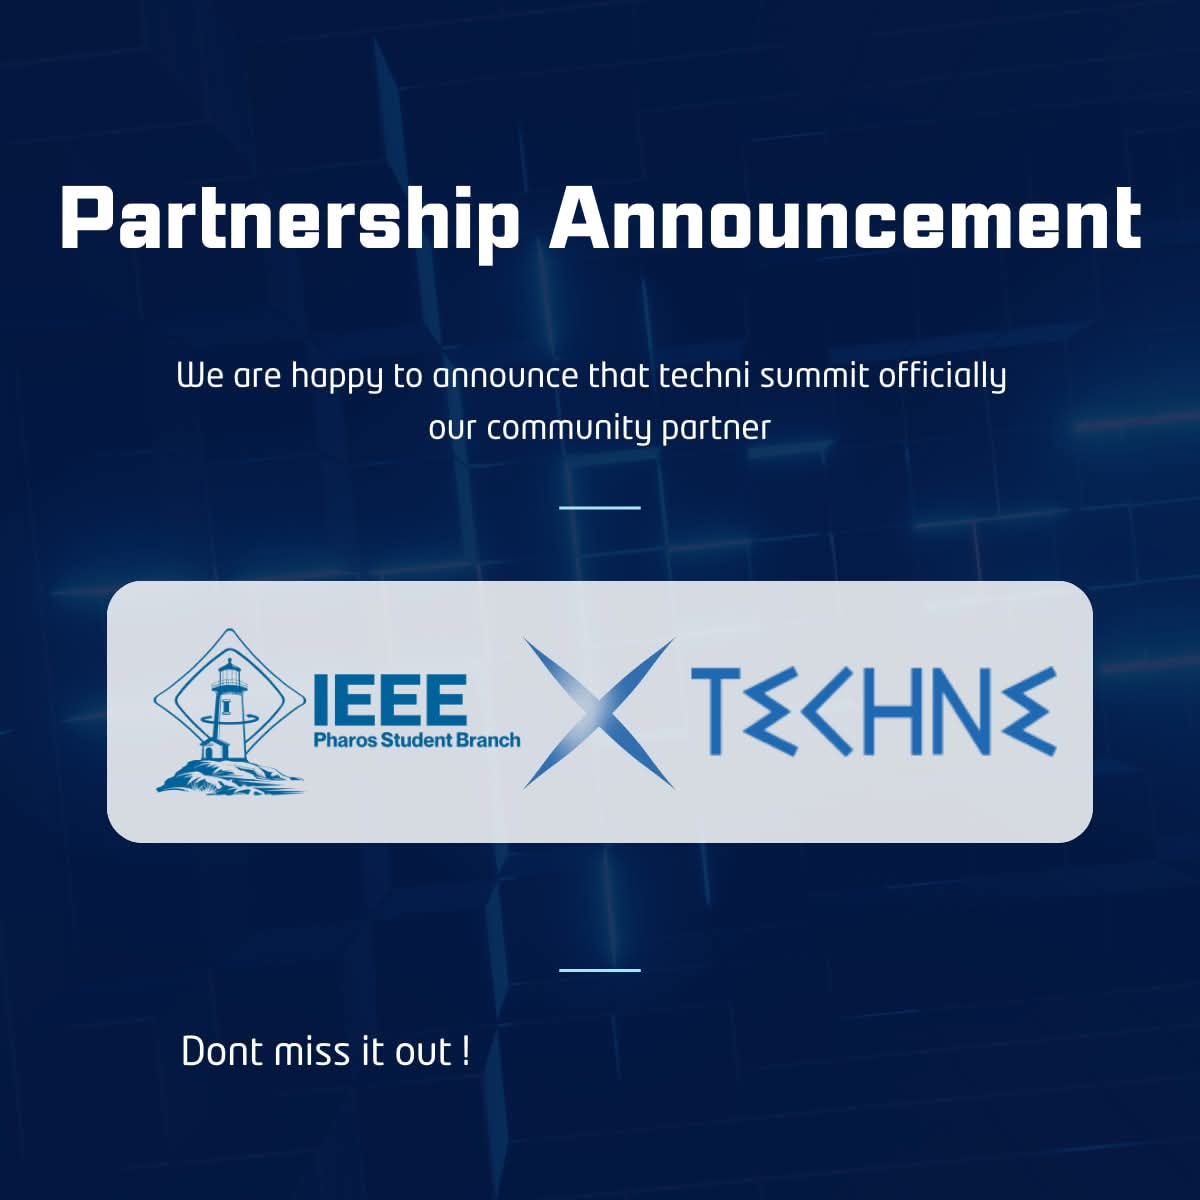 Partnership Announcement
We are happy to announce that techni summit officially
our community partner
IEEE
Pharos Student Branch
TECHNE
Dont miss it out !